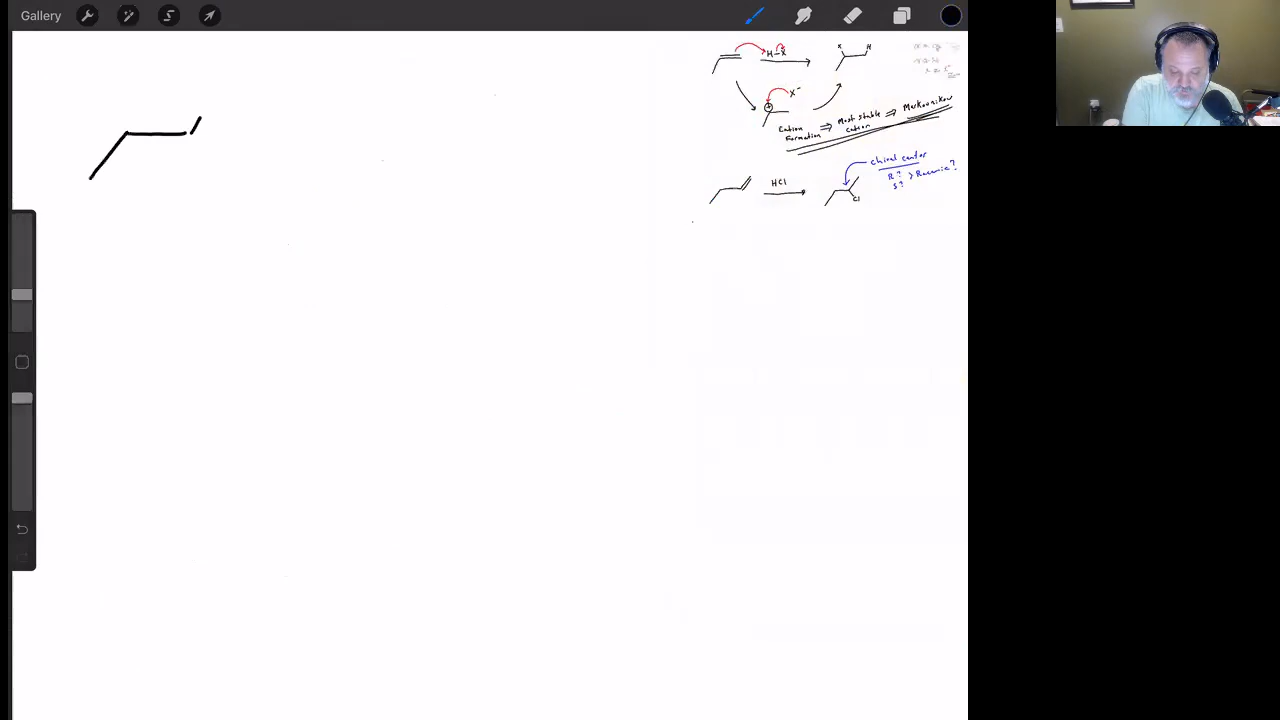 Gallery
H-X
X
H
X⁻
+
Cation Formation ⇒ Most Stable cation ⇒ Markovnikov
chiral center
R?
S? > Racemic?
HCl
Cl